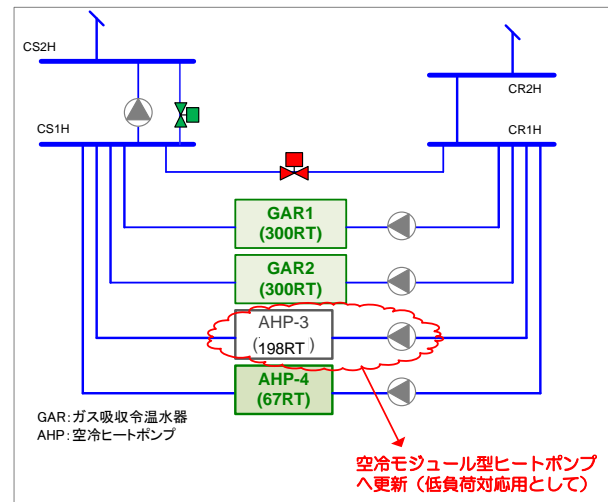 CS2H
CR2H
CS1H
CR1H
GAR1
(300RT)
GAR2
(300RT)
AHP-3
(198RT)
AHP-4
(67RT)
GAR:ガス吸収令温水器
AHP:空冷ヒートポンプ
空冷モジュール型ヒートポンプ
へ更新（低負荷対応用として）